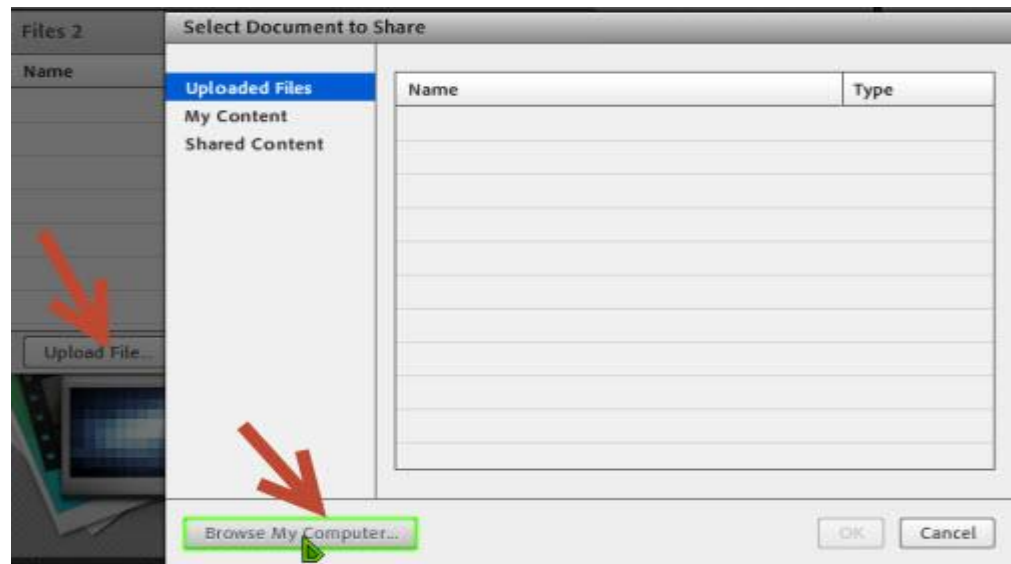 Files 2
Name
Upload File...
Select Document to Share
Uploaded Files
My Content
Shared Content
Name Type
Browse My Computer...
OK Cancel